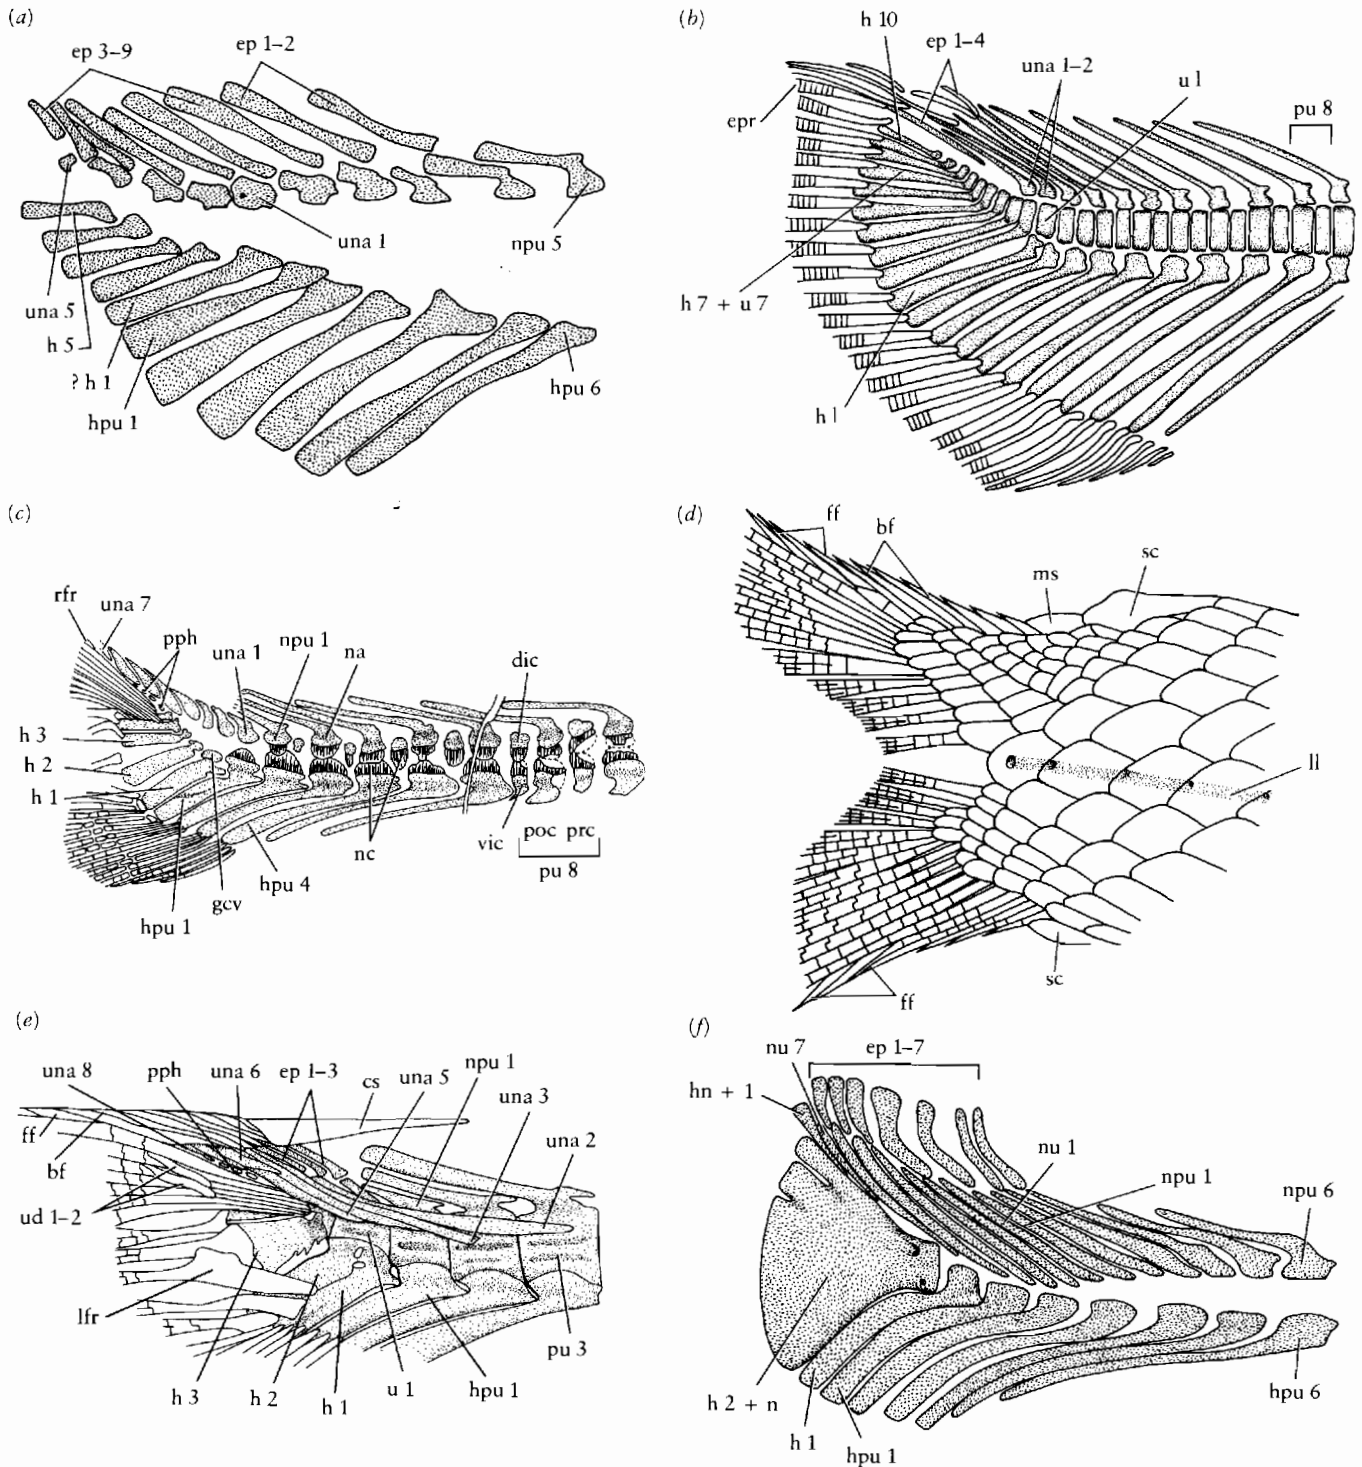 (a)
ep 3–9
ep 1–2
una 1
npu 5
una 5
h 5
? h 1
hpu 1
hpu 6
(b)
h 10
ep 1–4
una 1–2
u l
pu 8
epr
h 7 + u 7
h l
(c)
rfr
una 7
pph
una 1
npu 1
na
dic
h 3
h 2
h 1
nc
vic
poc prc
pu 8
hpu 4
gcv
hpu 1
(d)
ff
bf
ms
sc
ll
sc
ff
(e)
una 8
pph
una 6
ep 1–3
cs
una 5
npu 1
una 3
una 2
ff
bf
ud 1–2
lfr
pu 3
h 3
h 2
h 1
u 1
hpu 1
(f)
nu 7
ep 1–7
hn + 1
nu 1
npu 1
npu 6
h 2 + n
h 1
hpu 1
hpu 6